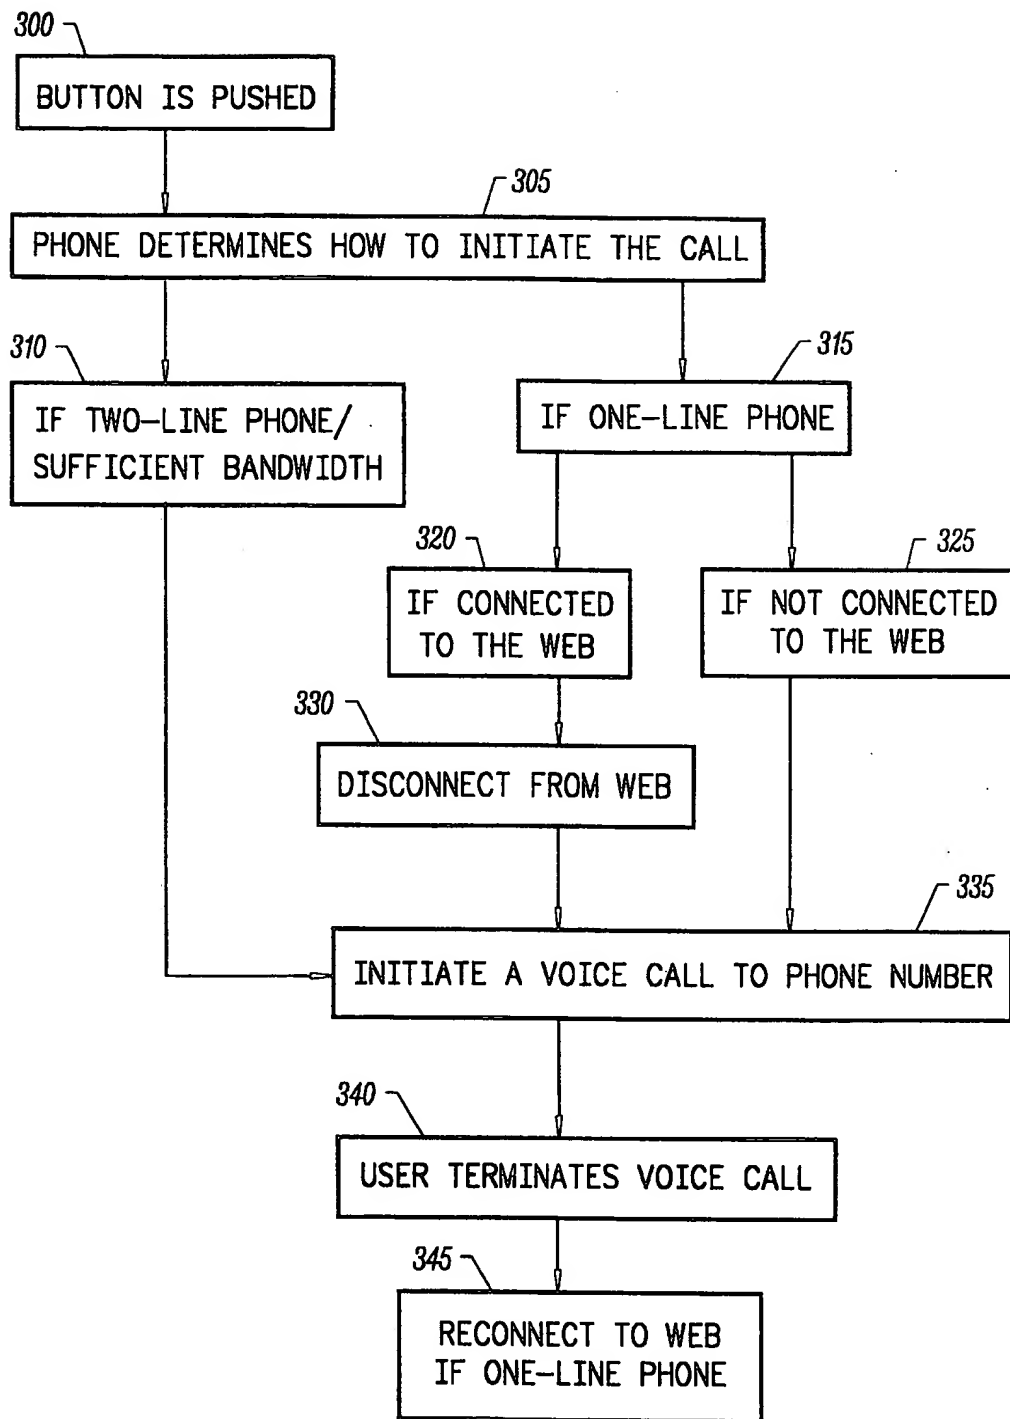 300
BUTTON IS PUSHED
305
PHONE DETERMINES HOW TO INITIATE THE CALL
310
IF TWO-LINE PHONE/
SUFFICIENT BANDWIDTH
315
IF ONE-LINE PHONE
320
IF CONNECTED
TO THE WEB
325
IF NOT CONNECTED
TO THE WEB
330
DISCONNECT FROM WEB
335
INITIATE A VOICE CALL TO PHONE NUMBER
340
USER TERMINATES VOICE CALL
345
RECONNECT TO WEB
IF ONE-LINE PHONE